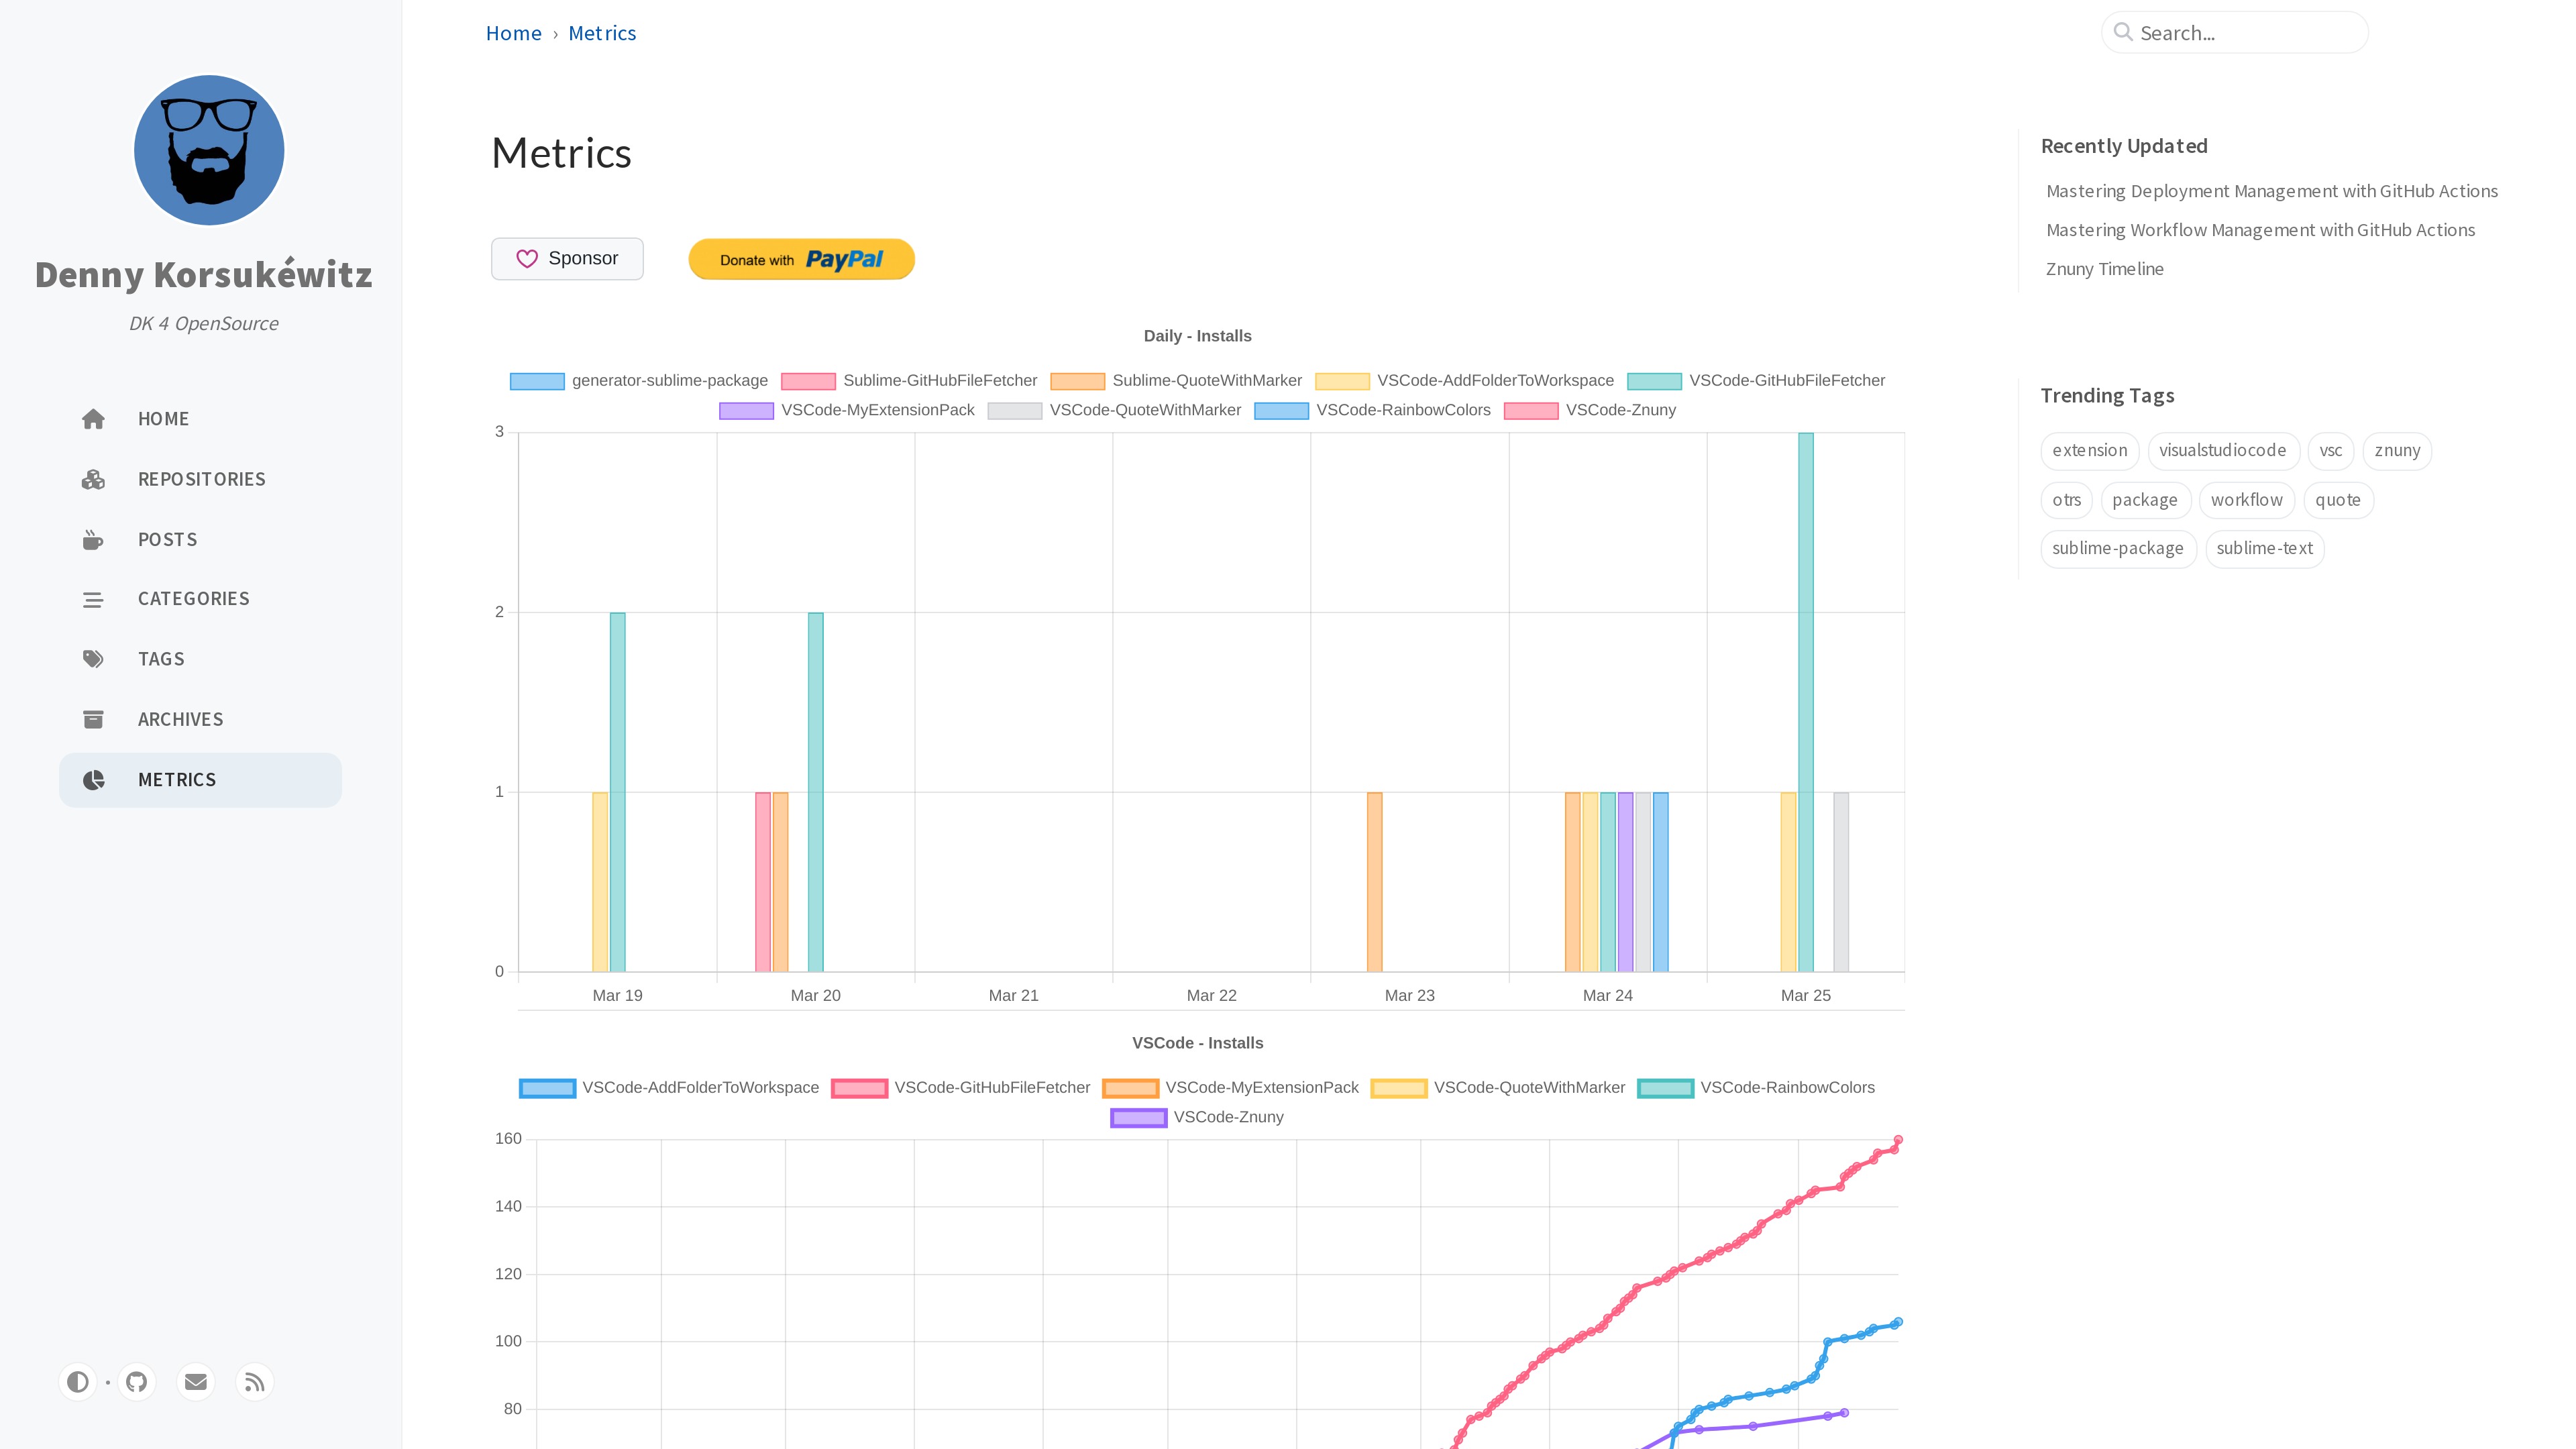 Denny Korsukéwitz
DK 4 OpenSource
HOME
REPOSITORIES
POSTS
CATEGORIES
TAGS
ARCHIVES
METRICS
Home › Metrics
Search...
Metrics
Sponsor
Donate with PayPal
Daily - Installs
generator-sublime-package Sublime-GitHubFileFetcher Sublime-QuoteWithMarker VSCode-AddFolderToWorkspace VSCode-GitHubFileFetcher
VSCode-MyExtensionPack VSCode-QuoteWithMarker VSCode-RainbowColors VSCode-Znuny
3
2
1
0
Mar 19 Mar 20 Mar 21 Mar 22 Mar 23 Mar 24 Mar 25
VSCode - Installs
VSCode-AddFolderToWorkspace VSCode-GitHubFileFetcher VSCode-MyExtensionPack VSCode-QuoteWithMarker VSCode-RainbowColors
VSCode-Znuny
160
140
120
100
80
Recently Updated
Mastering Deployment Management with GitHub Actions
Mastering Workflow Management with GitHub Actions
Znuny Timeline
Trending Tags
extension visualstudiocode vsc znuny
otrs package workflow quote
sublime-package sublime-text